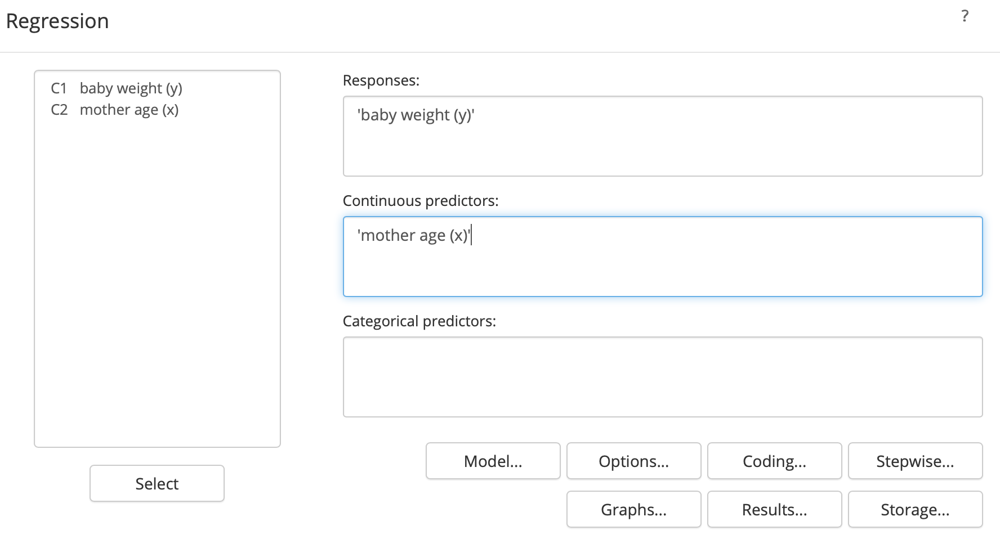 Regression
?
C1 baby weight (y)
C2 mother age (x)
Select
Responses:
'baby weight (y)'
Continuous predictors:
'mother age (x)'
Categorical predictors:
Model...
Options...
Coding...
Stepwise...
Graphs...
Results...
Storage...